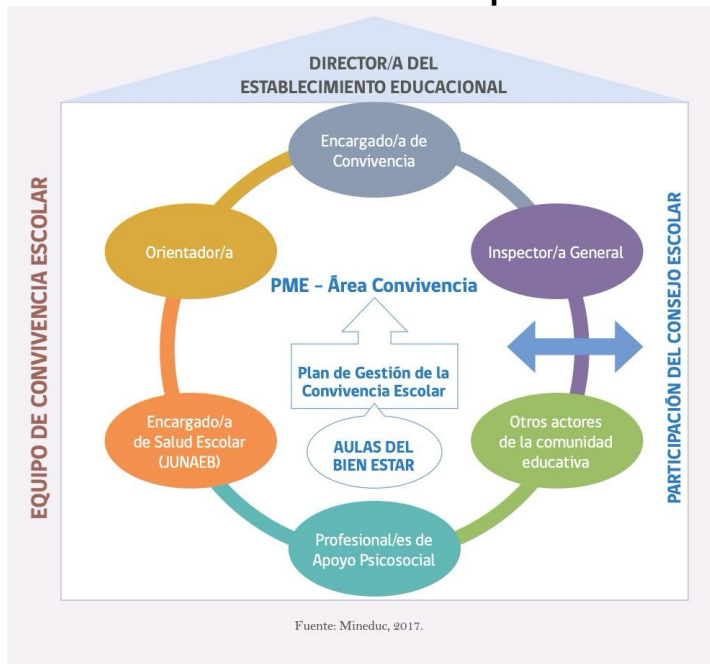 DIRECTOR/A DEL
ESTABLECIMIENTO EDUCACIONAL
Encargado/a de
Convivencia
Orientador/a
Inspector/a General
PME – Área Convivencia
Plan de Gestión de la
Convivencia Escolar
AULAS DEL
BIEN ESTAR
Encargado/a
de Salud Escolar
(JUNAEB)
Otros actores
de la comunidad
educativa
Profesional/es de
Apoyo Psicosocial
EQUIPO DE CONVIVENCIA ESCOLAR
PARTICIPACIÓN DEL CONSEJO ESCOLAR
Fuente: Mineduc, 2017.